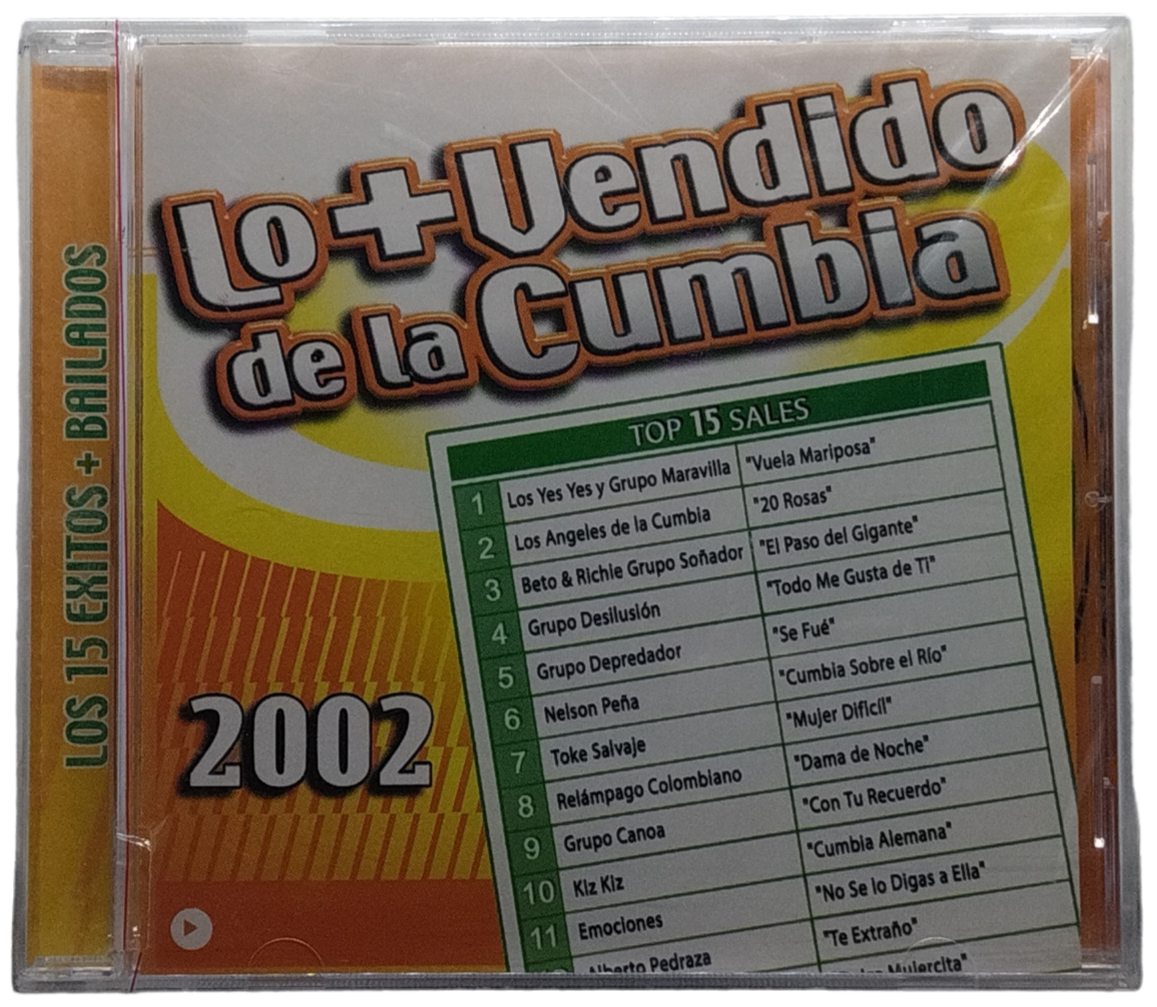 LOS 15 EXITOS + BAILADOS
Lo + Vendido
de la Cumbia
2002
TOP 15 SALES
1 Los Yes Yes y Grupo Maravilla "Vuela Mariposa"
2 Los Angeles de la Cumbia "20 Rosas"
3 Beto & Richie Grupo Soñador "El Paso del Gigante"
4 Grupo Desilusión "Todo Me Gusta de Ti"
5 Grupo Depredador "Se Fué"
6 Nelson Peña "Cumbia Sobre el Río"
7 Toke Salvaje "Mujer Dificíl"
8 Relámpago Colombiano "Dama de Noche"
9 Grupo Canoa "Con Tu Recuerdo"
10 Kiz Kiz "Cumbia Alemana"
11 Emociones "No Se lo Digas a Ella"
Alberto Pedraza "Te Extraño"
Mujercita"